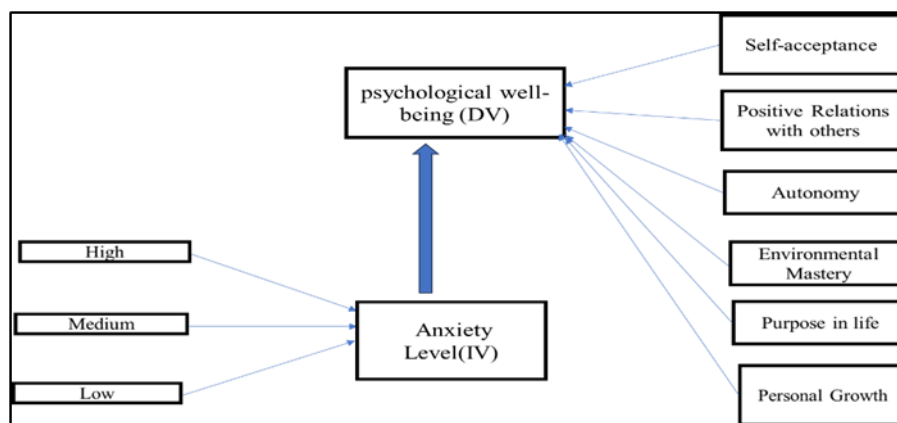 Self-acceptance
psychological well-
being (DV)
Positive Relations
with others
Autonomy
High
Environmental
Mastery
Medium
Anxiety
Level(IV)
Purpose in life
Low
Personal Growth